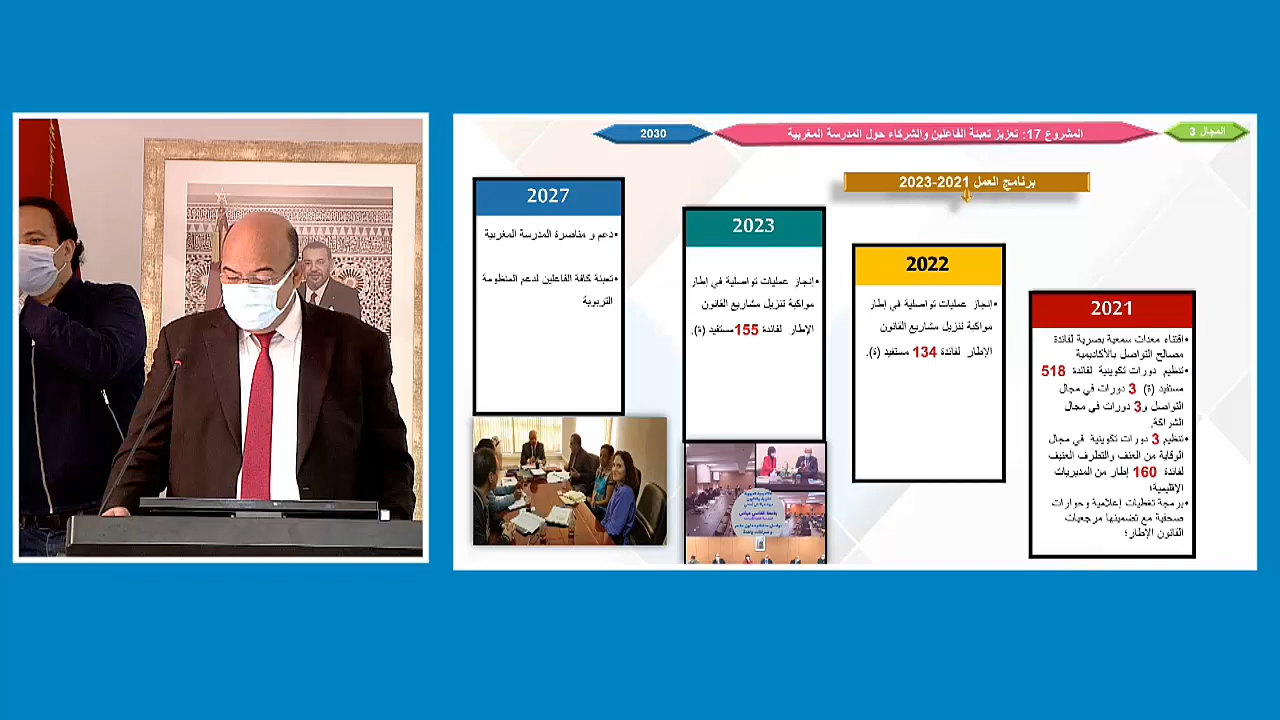 المجال 3
المشروع 17: تعزيز تعبئة الفاعلين والشركاء حول المدرسة المغربية
2030
برنامج العمل 2021-2023
2021
•اقتناء معدات سمعية بصرية لفائدة
مصالح التواصل بالأكاديمية
•تنظيم دورات تكوينية لفائدة 518
مستفيد (ة) 3 دورات في مجال
التواصل و3 دورات في مجال
الشراكة.
•تنظيم 3 دورات تكوينية في مجال
الوقاية من العنف والتطرف العنيف
لفائدة 160 إطار من المديريات
الإقليمية؛
•برمجة تغطيات إعلامية وحوارات
صحفية مع تضمينها مرجعيات
القانون الإطار؛
2022
•إنجاز عمليات تواصلية في إطار
مواكبة تنزيل مشاريع القانون
الإطار لفائدة 134 مستفيد (ة).
2023
•إنجاز عمليات تواصلية في إطار
مواكبة تنزيل مشاريع القانون
الإطار لفائدة 155مستفيد (ة).
2027
•دعم و مناصرة المدرسة المغربية
•تعبئة كافة الفاعلين لدعم المنظومة
التربوية